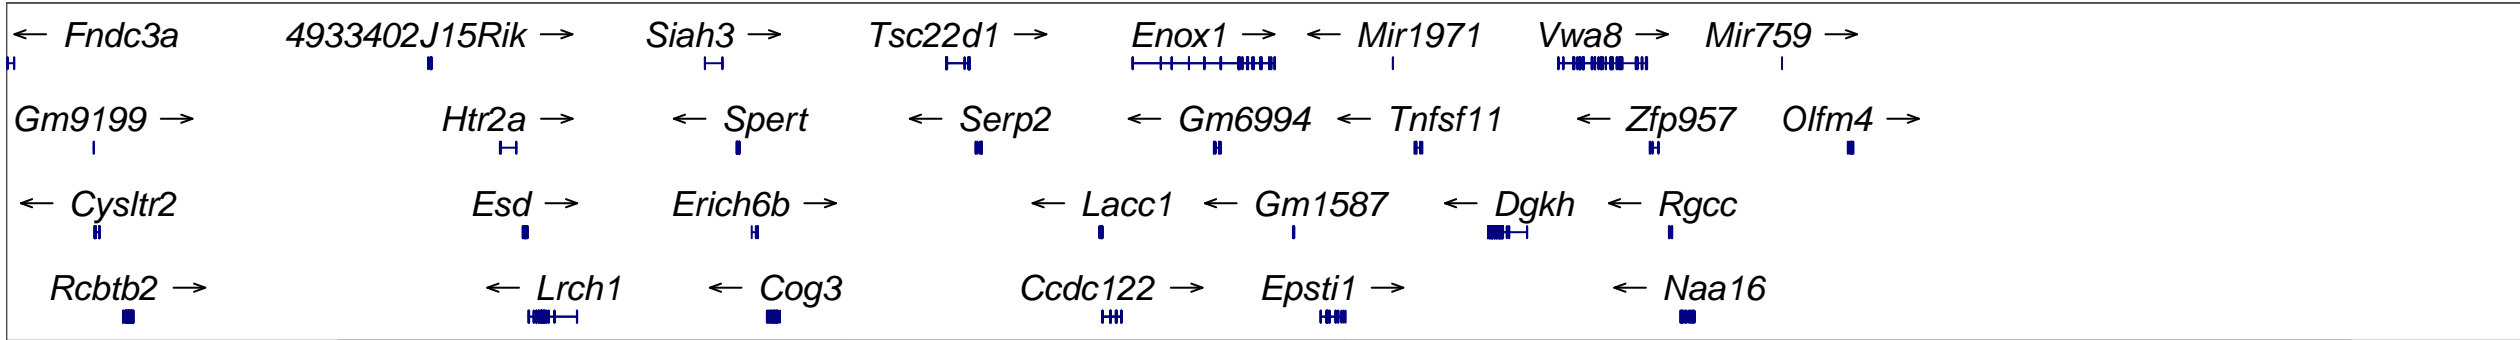 ← Fndc3a 4933402J15Rik → Siah3 → Tsc22d1 → Enox1 → ← Mir1971 Vwa8 → Mir759 →
Gm9199 → Htr2a → ← Spert ← Serp2 ← Gm6994 ← Tnfsf11 ← Zfp957 Olfm4 →
← Cysltr2 Esd → Erich6b → ← Lacc1 ← Gm1587 ← Dgkh ← Rgcc
Rcbtb2 → ← Lrch1 ← Cog3 Ccdc122 → Epsti1 → ← Naa16